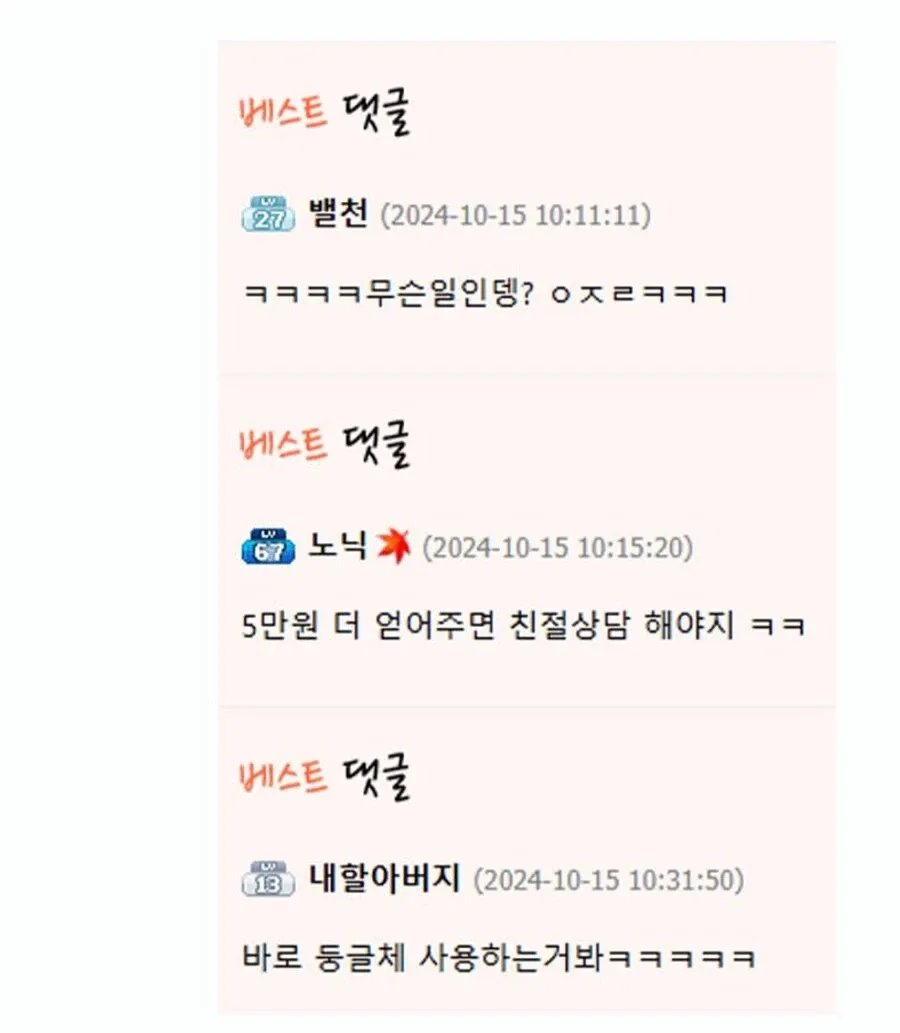 베스트 댓글
LV 27 밸천 (2024-10-15 10:11:11)
ㅋㅋㅋㅋ무슨일인뎅? ㅇㅈㄹㅋㅋㅋ
베스트 댓글
LV 67 노닉 (2024-10-15 10:15:20)
5만원 더 얻어주면 친절상담 해야지 ㅋㅋ
베스트 댓글
LV 13 내할아버지 (2024-10-15 10:31:50)
바로 둥글체 사용하는거봐ㅋㅋㅋㅋㅋ